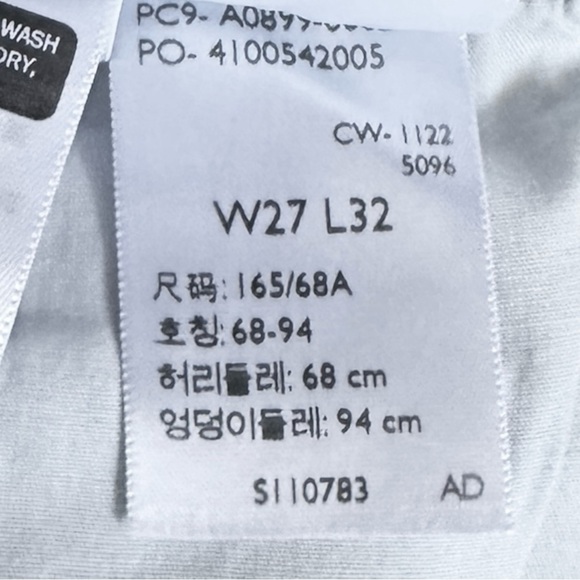 WASH
DRY,
PO- 4100542005
CW- 1122
5096
W27 L32
尺码: 165/68A
호칭: 68-94
허리둘레: 68 cm
엉덩이둘레: 94 cm
S110783 AD